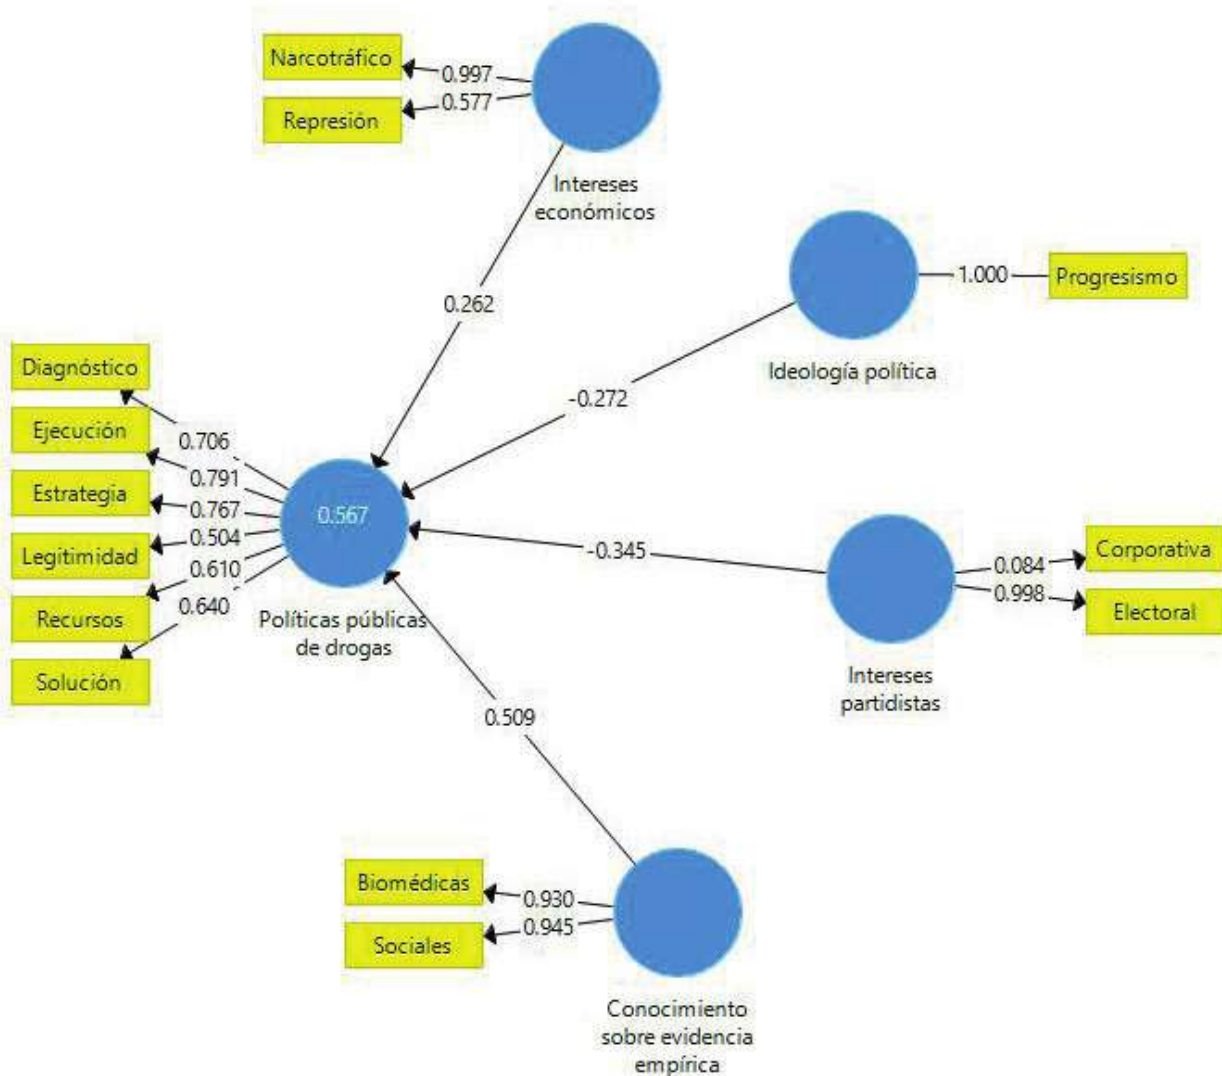 Narcotráfico
0.997
0.577
Represión
Intereses
económicos
0.262
1.000
Progresismo
Ideología política
-0.272
Diagnóstico
0.706
Ejecución
0.791
Estrategia
0.767
0.504
Legitimidad
0.610
Recursos
0.640
Solución
0.567
Políticas públicas
de drogas
-0.345
0.084
Corporativa
0.998
Electoral
Intereses
partidistas
0.509
Biomédicas
0.930
0.945
Sociales
Conocimiento
sobre evidencia
empírica